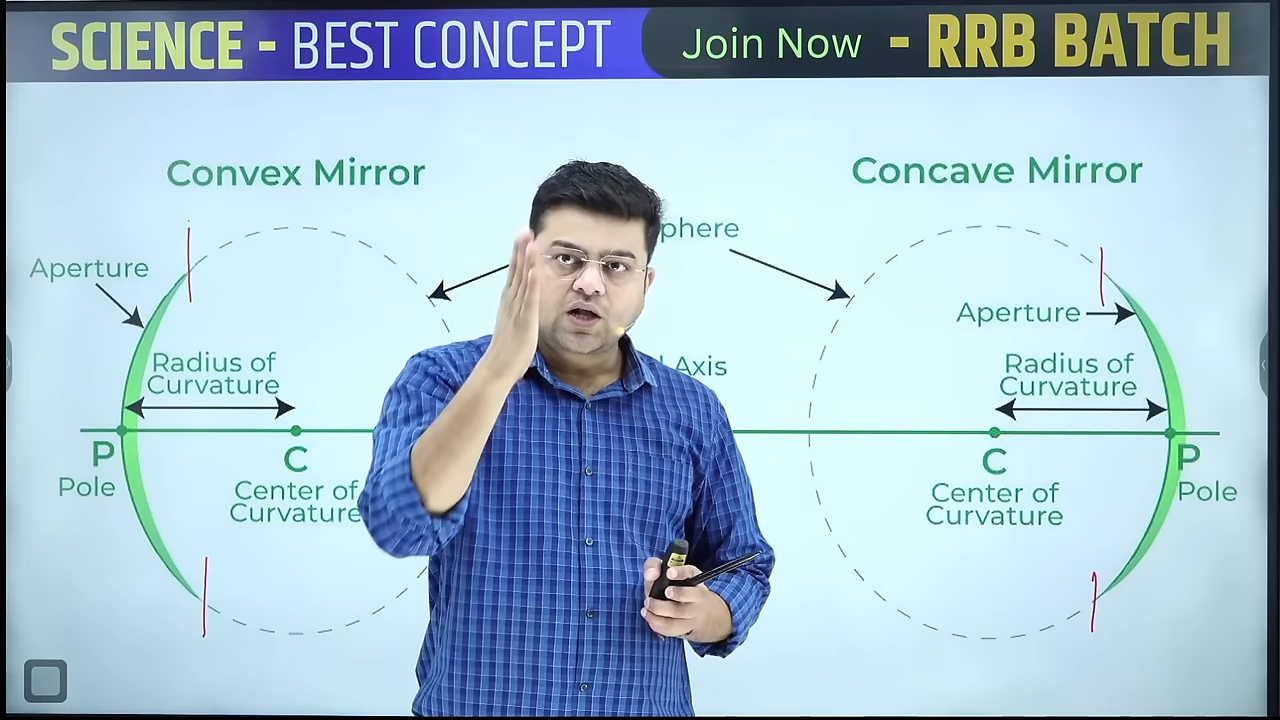 SCIENCE - BEST CONCEPT Join Now - RRB BATCH
Convex Mirror
Concave Mirror
phere
Aperture
Aperture
Radius of
Curvature
Axis
Radius of
Curvature
P
Pole
C
Center of
Curvature
C
Center of
Curvature
P
Pole